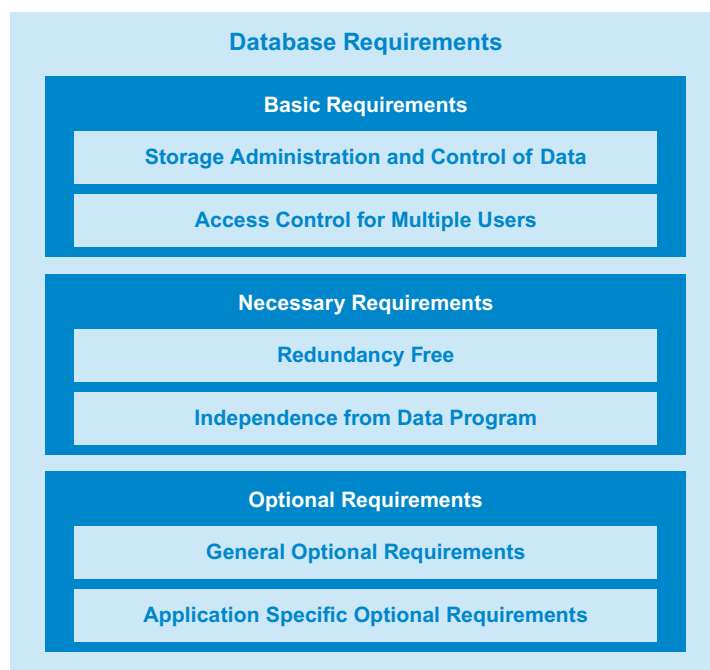 Database Requirements
Basic Requirements
Storage Administration and Control of Data
Access Control for Multiple Users
Necessary Requirements
Redundancy Free
Independence from Data Program
Optional Requirements
General Optional Requirements
Application Specific Optional Requirements